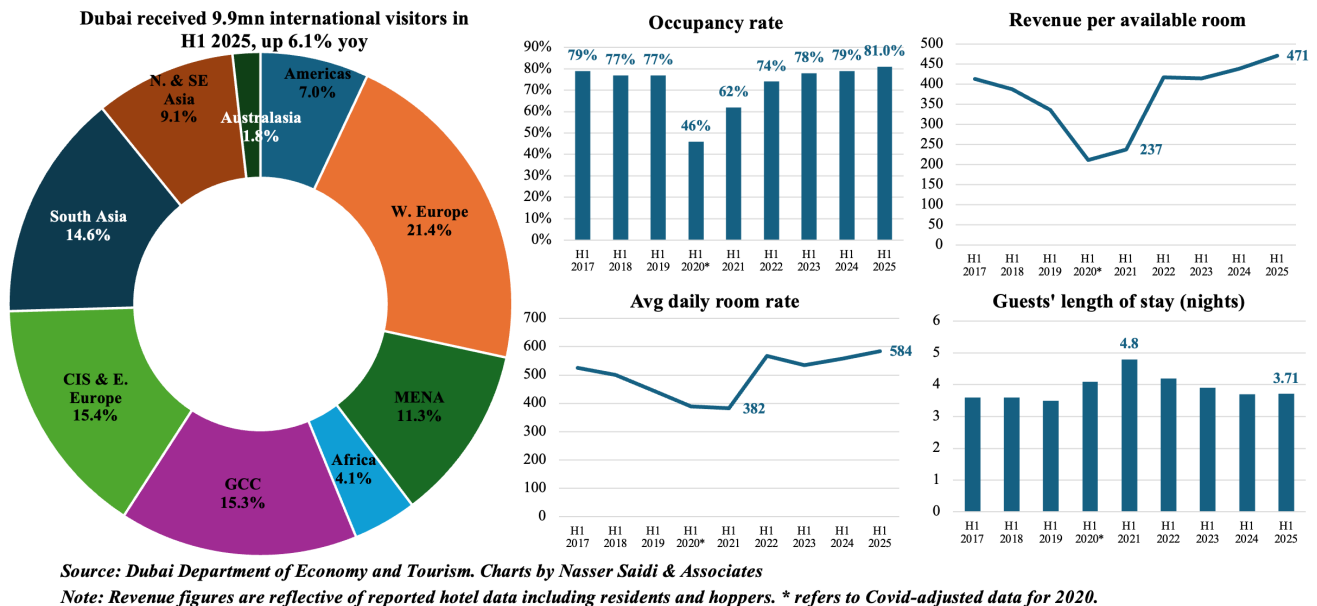 Dubai received 9.9mn international visitors in
H1 2025, up 6.1% yoy
Americas
7.0%
W. Europe
21.4%
MENA
11.3%
Africa
4.1%
GCC
15.3%
CIS & E.
Europe
15.4%
South Asia
14.6%
N. & SE
Asia
9.1%
Australasia
1.8%
Occupancy rate
90%
80%
70%
60%
50%
40%
30%
20%
10%
0%
79% 77% 77% 46% 62% 74% 78% 79% 81.0%
H1 H1 H1 H1 H1 H1 H1 H1 H1
2017 2018 2019 2020* 2021 2022 2023 2024 2025
Revenue per available room
500
450
400
350
300
250
200
150
100
50
0
237
471
H1 H1 H1 H1 H1 H1 H1 H1 H1
2017 2018 2019 2020* 2021 2022 2023 2024 2025
Avg daily room rate
700
600
500
400
300
200
100
0
382
584
H1 H1 H1 H1 H1 H1 H1 H1 H1
2017 2018 2019 2020* 2021 2022 2023 2024 2025
Guests' length of stay (nights)
6
5
4
3
2
1
0
4.8
3.71
H1 H1 H1 H1 H1 H1 H1 H1 H1
2017 2018 2019 2020* 2021 2022 2023 2024 2025
Source: Dubai Department of Economy and Tourism. Charts by Nasser Saidi & Associates
Note: Revenue figures are reflective of reported hotel data including residents and hoppers. * refers to Covid-adjusted data for 2020.